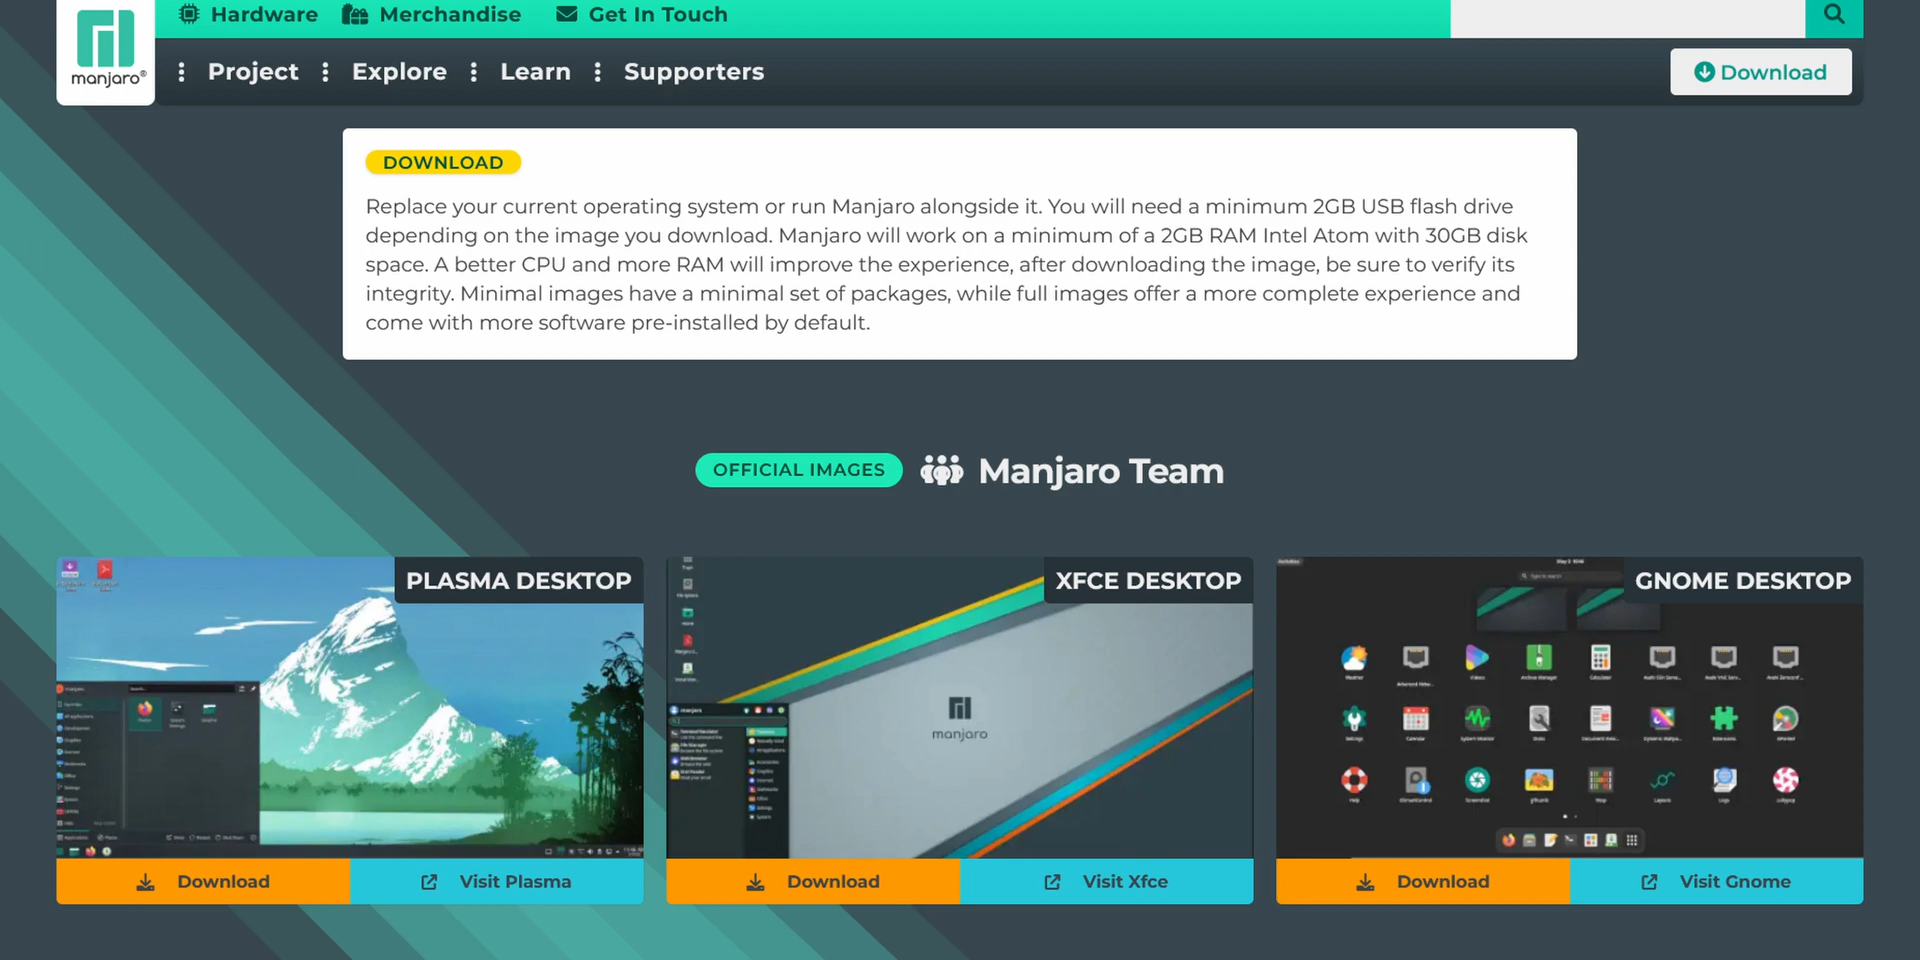 Hardware
Merchandise
Get In Touch
manjaro®
Project
Explore
Learn
Supporters
Download
DOWNLOAD
Replace your current operating system or run Manjaro alongside it. You will need a minimum 2GB USB flash drive
depending on the image you download. Manjaro will work on a minimum of a 2GB RAM Intel Atom with 30GB disk
space. A better CPU and more RAM will improve the experience, after downloading the image, be sure to verify its
integrity. Minimal images have a minimal set of packages, while full images offer a more complete experience and
come with more software pre-installed by default.
OFFICIAL IMAGES
Manjaro Team
PLASMA DESKTOP
XFCE DESKTOP
manjaro
GNOME DESKTOP
Download
Visit Plasma
Download
Visit Xfce
Download
Visit Gnome